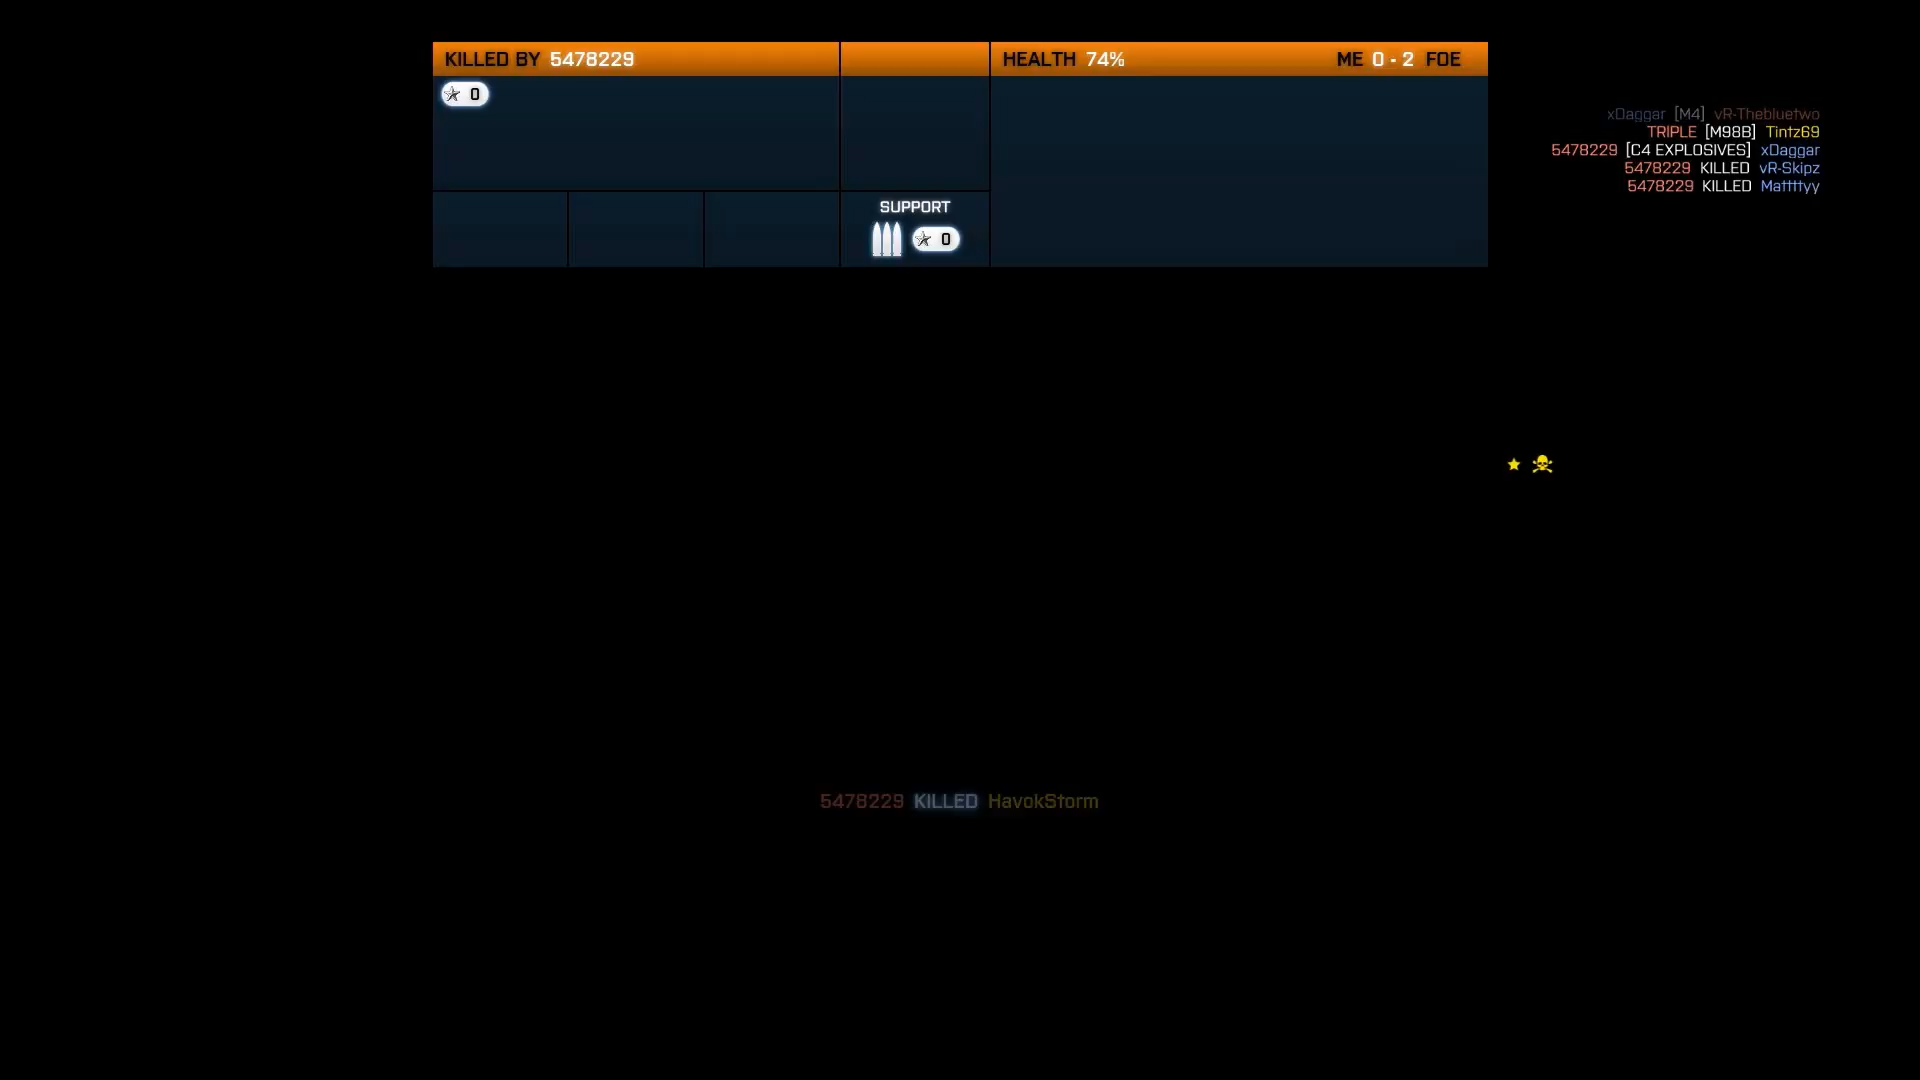 KILLED BY 5478229
HEALTH 74% ME 0 - 2 FOE
0
xDaggar [M4] vR-Thebluetwo
TRIPLE [M98B] Tintz69
5478229 [C4 EXPLOSIVES] xDaggar
5478229 KILLED vR-Skipz
5478229 KILLED Matttyy
SUPPORT
0
5478229 KILLED HavokStorm